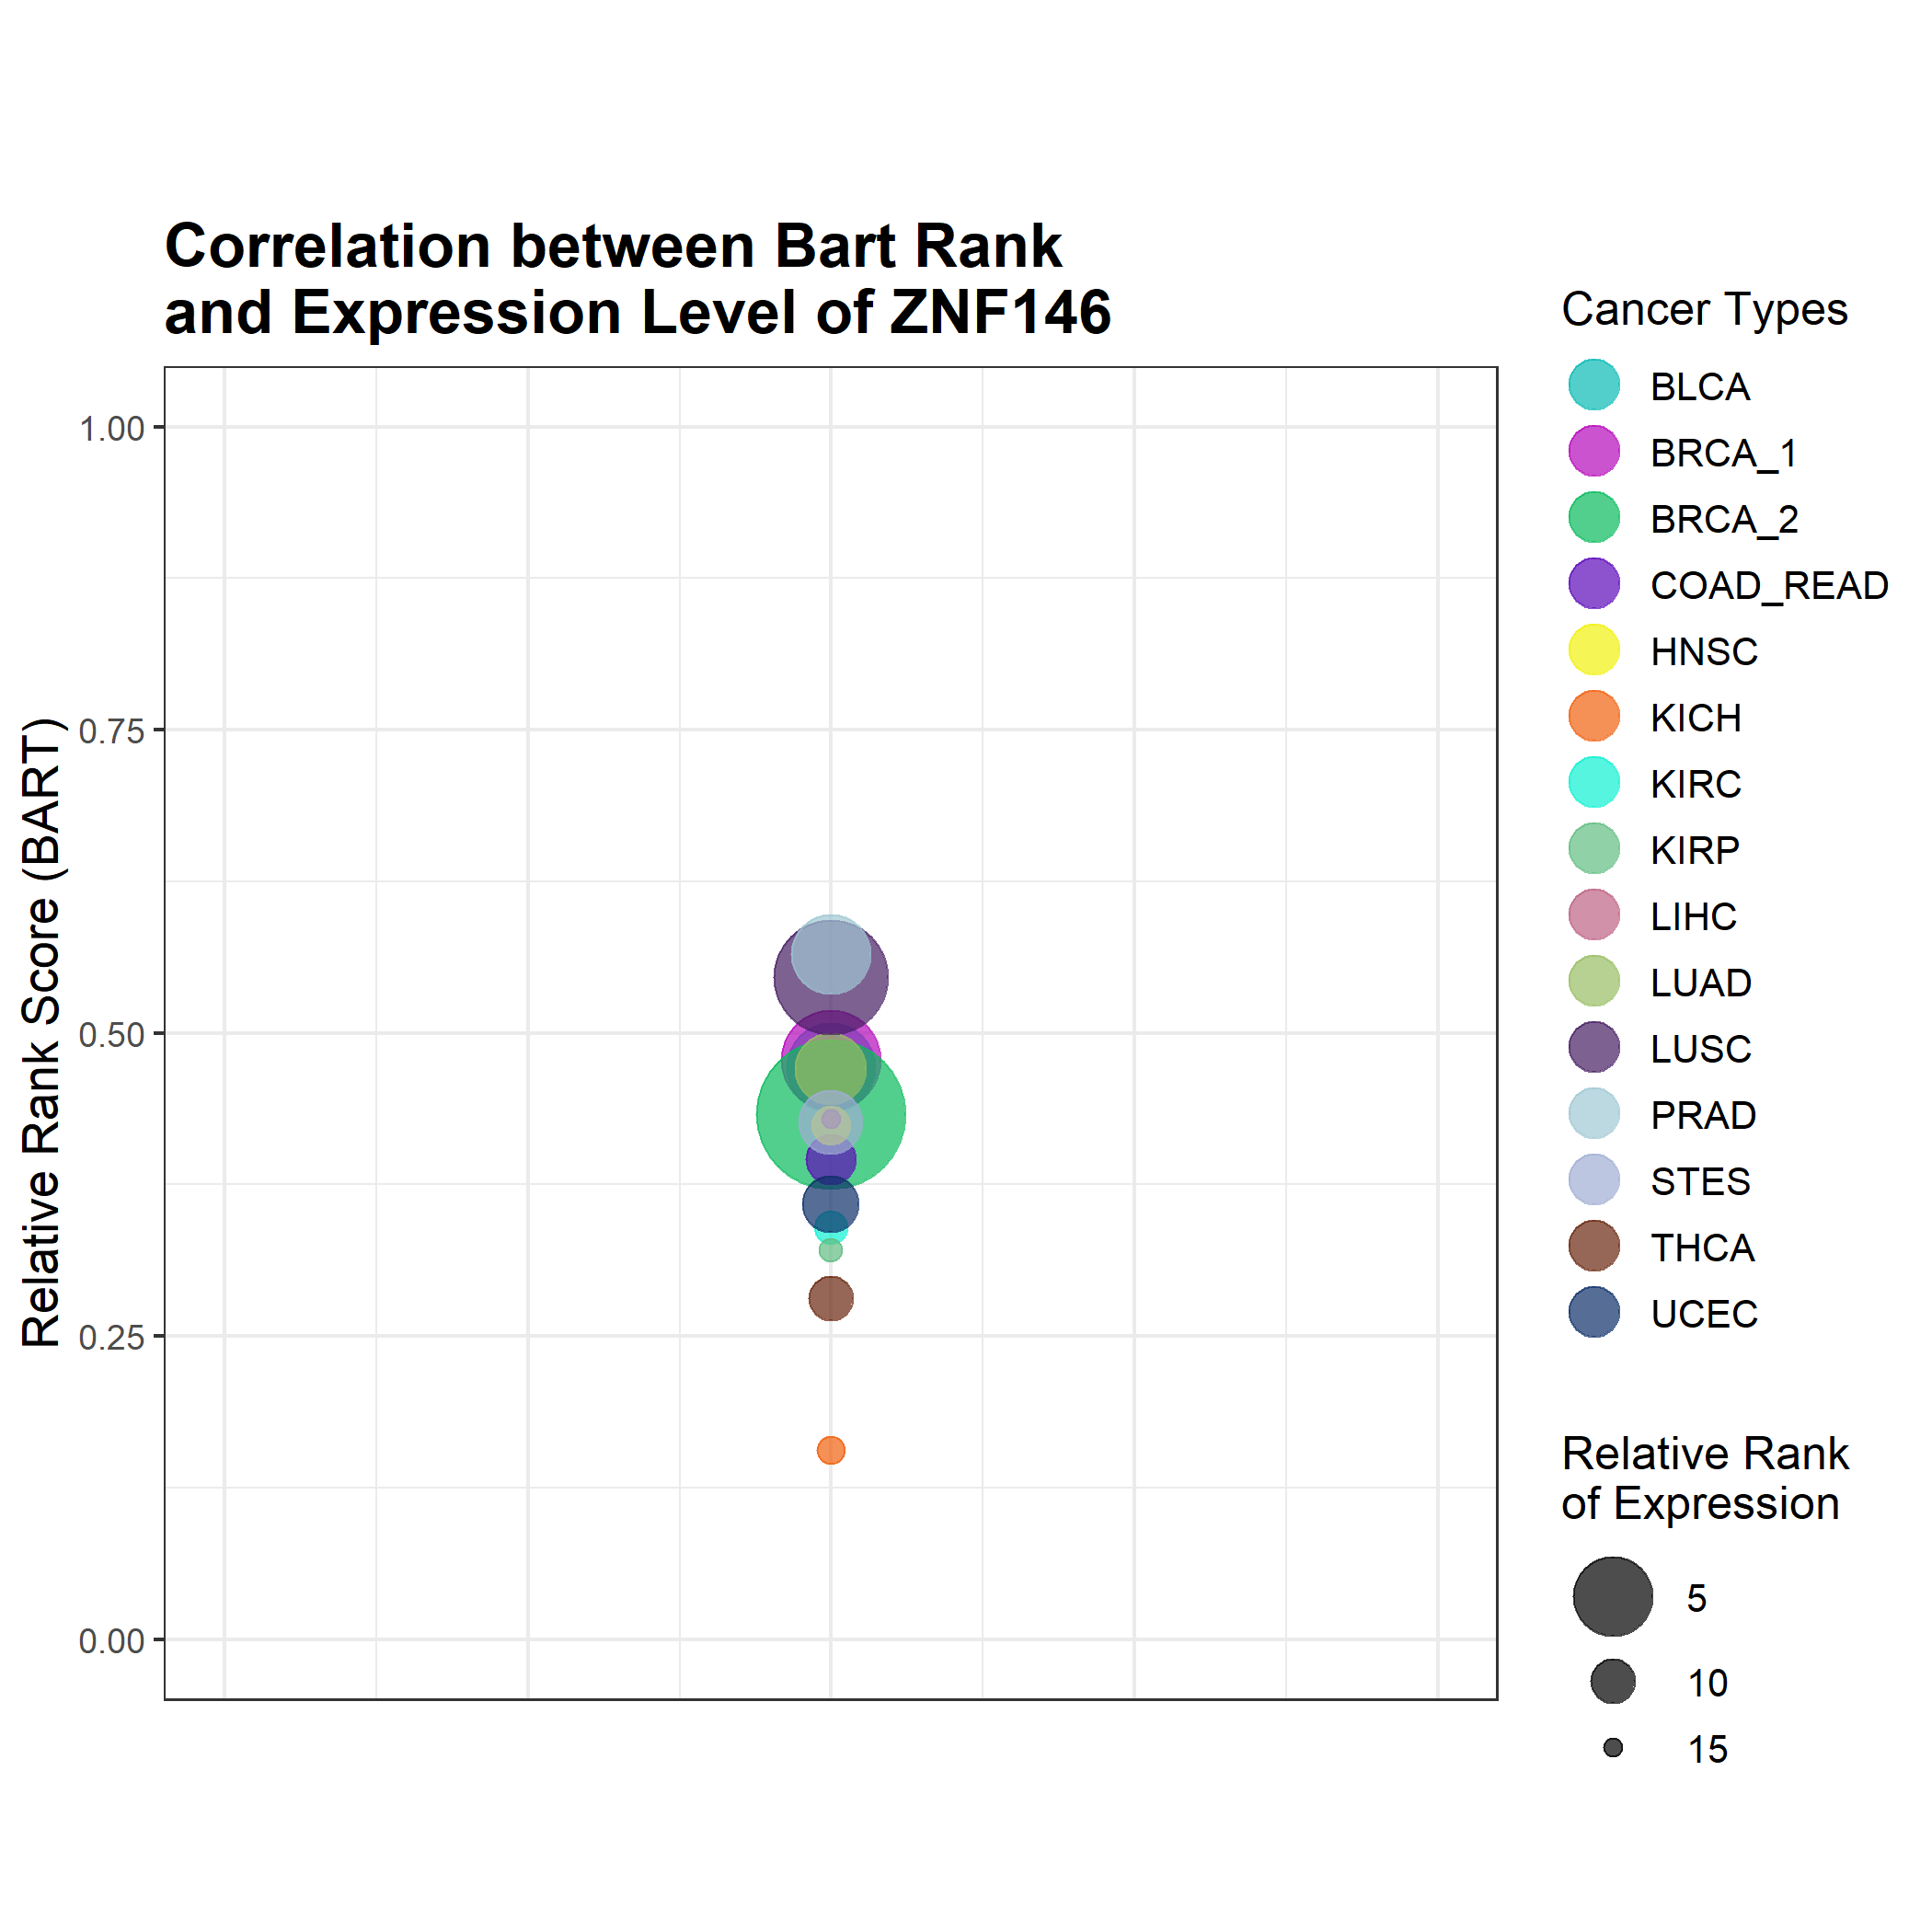 Correlation between Bart Rank
and Expression Level of ZNF146
Relative Rank Score (BART)
1.00
0.75
0.50
0.25
0.00
Cancer Types
BLCA
BRCA_1
BRCA_2
COAD_READ
HNSC
KICH
KIRC
KIRP
LIHC
LUAD
LUSC
PRAD
STES
THCA
UCEC
Relative Rank
of Expression
5
10
15